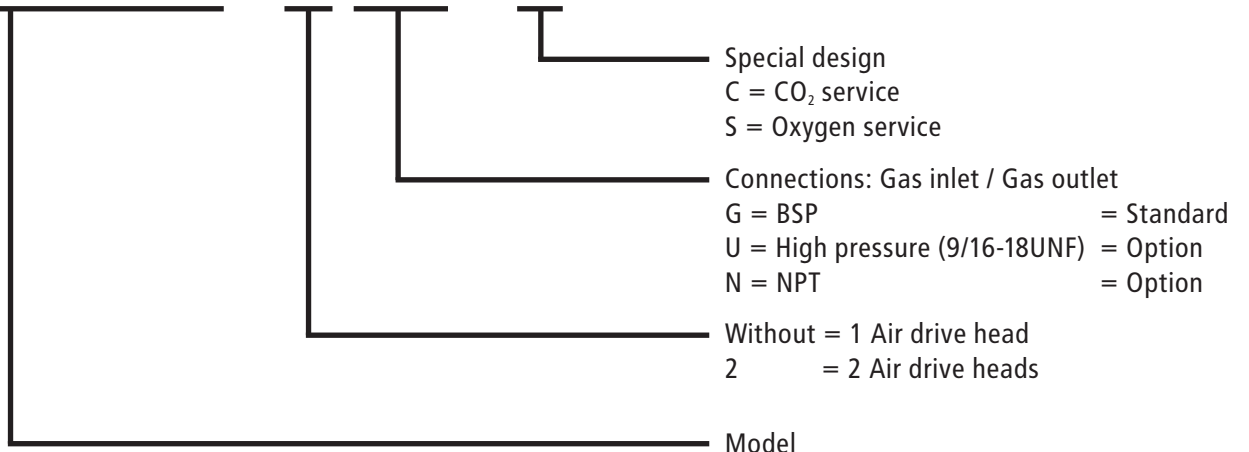 Special design
C = CO₂ service
S = Oxygen service
Connections: Gas inlet / Gas outlet
G = BSP = Standard
U = High pressure (9/16-18UNF) = Option
N = NPT = Option
Without = 1 Air drive head
2 = 2 Air drive heads
Model